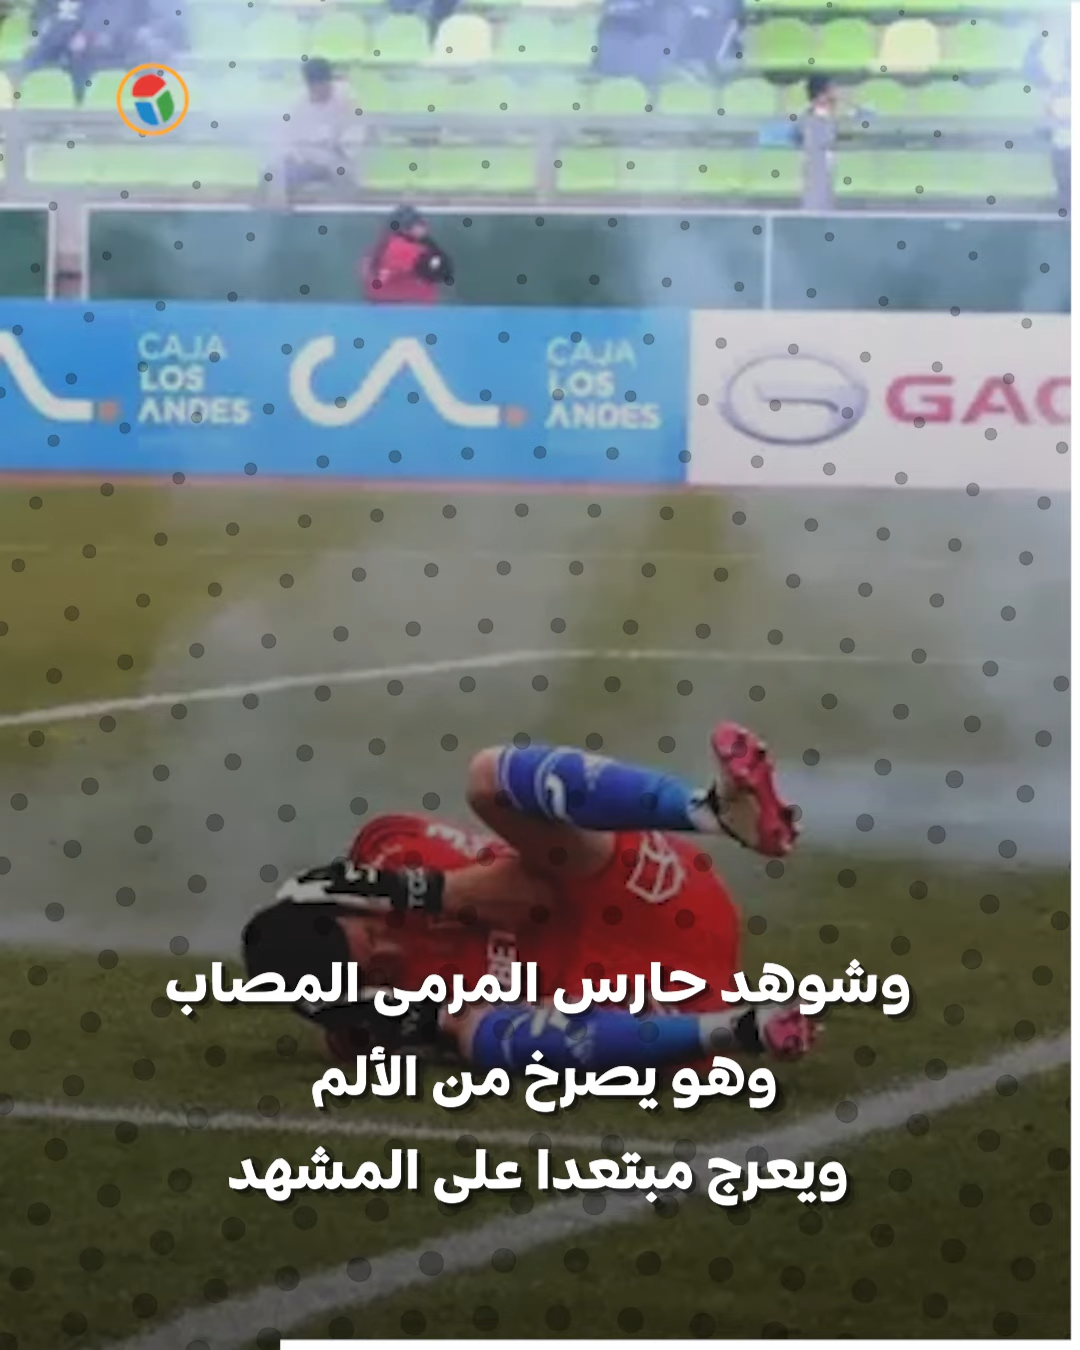 CAJA
LOS
ANDES
CAJA
LOS
ANDES
GAC
وشوهد حارس المرمى المصاب
وهو يصرخ من الألم
ويعرج مبتعدا على المشهد